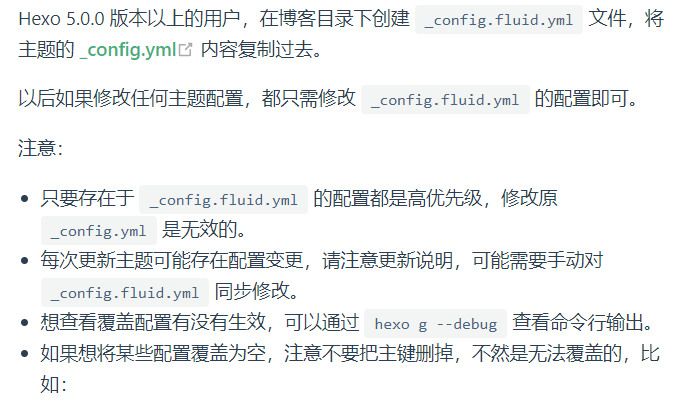 Hexo 5.0.0 版本以上的用户，在博客目录下创建 _config.fluid.yml 文件，将
主题的 _config.yml 内容复制过去。
以后如果修改任何主题配置，都只需修改 _config.fluid.yml 的配置即可。
注意：
只要存在于 _config.fluid.yml 的配置都是高优先级，修改原
_config.yml 是无效的。
每次更新主题可能存在配置变更，请注意更新说明，可能需要手动对
_config.fluid.yml 同步修改。
想查看覆盖配置有没有生效，可以通过 hexo g --debug 查看命令行输出。
如果想将某些配置覆盖为空，注意不要把主键删掉，不然是无法覆盖的，比
如：